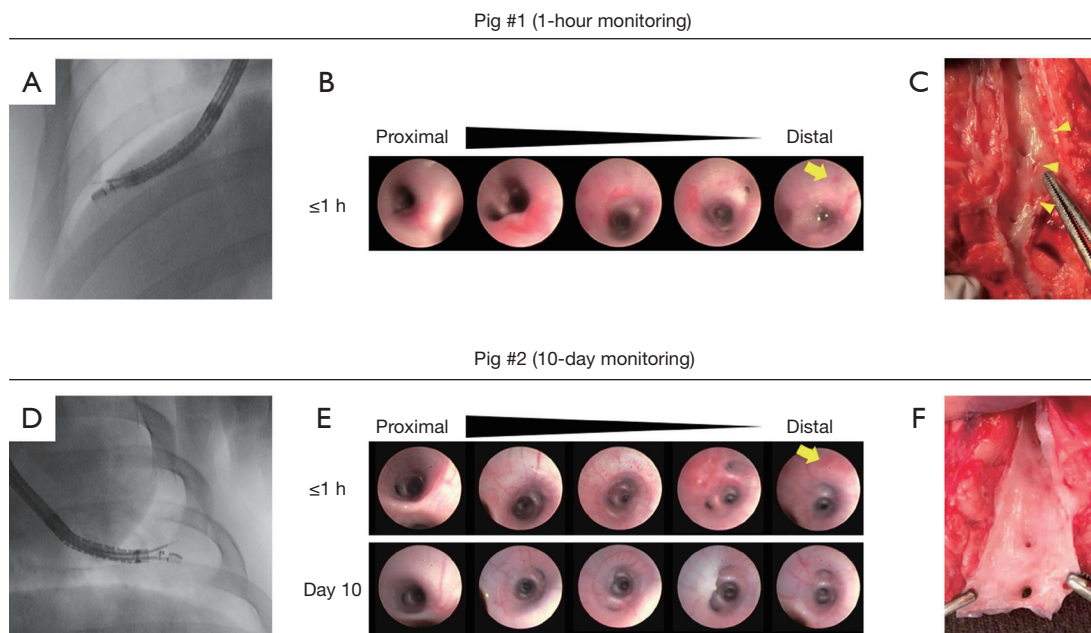 Pig #1 (1-hour monitoring)
A
B
C
Proximal
Distal
≤1 h
Pig #2 (10-day monitoring)
D
E
F
Proximal
Distal
≤1 h
Day 10